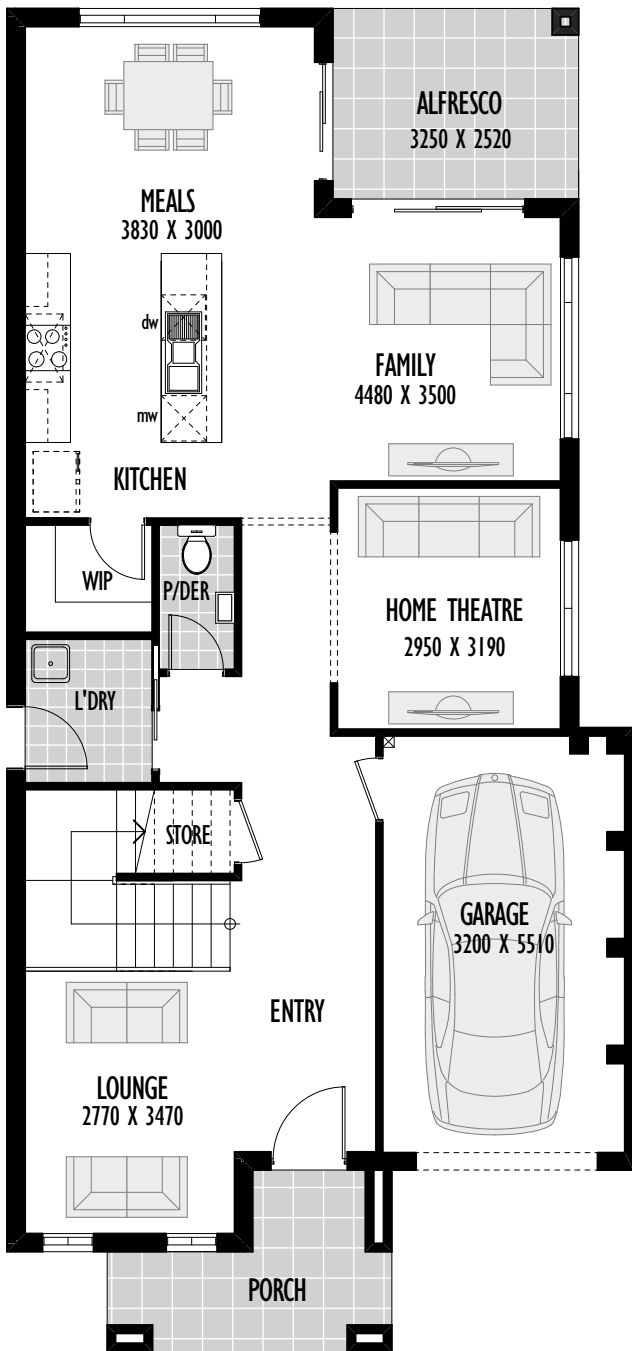 ALFRESCO
3250 X 2520
MEALS
3830 X 3000
dw
FAMILY
4480 X 3500
mw
KITCHEN
WIP
P/DER
HOME THEATRE
2950 X 3190
L'DRY
STORE
GARAGE
3200 X 5510
ENTRY
LOUNGE
2770 X 3470
PORCH